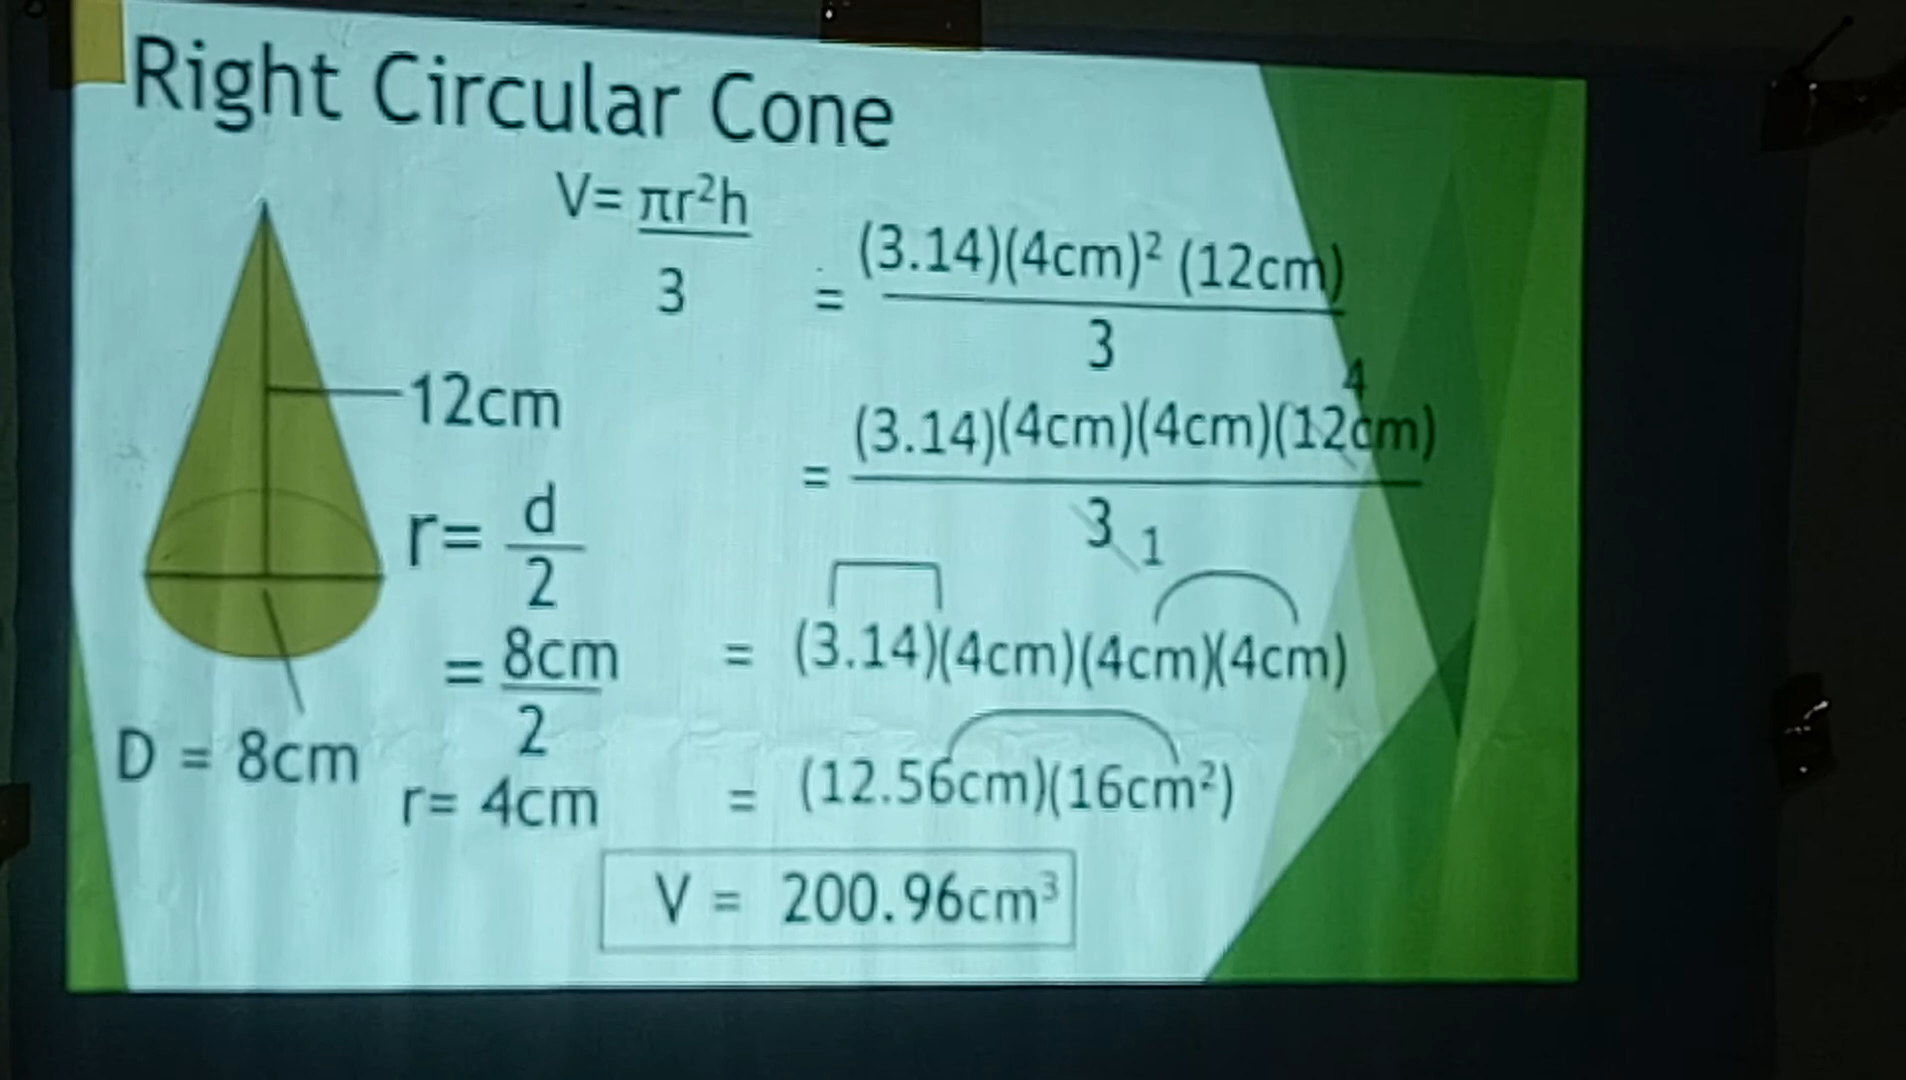 Right Circular Cone
V= πr²h
3
= (3.14)(4cm)² (12cm)
3
12cm
4
= (3.14)(4cm)(4cm)(12cm)
3 1
r= d
2
= 8cm
2
r= 4cm
D = 8cm
= (3.14)(4cm)(4cm)(4cm)
= (12.56cm)(16cm²)
V = 200.96cm³